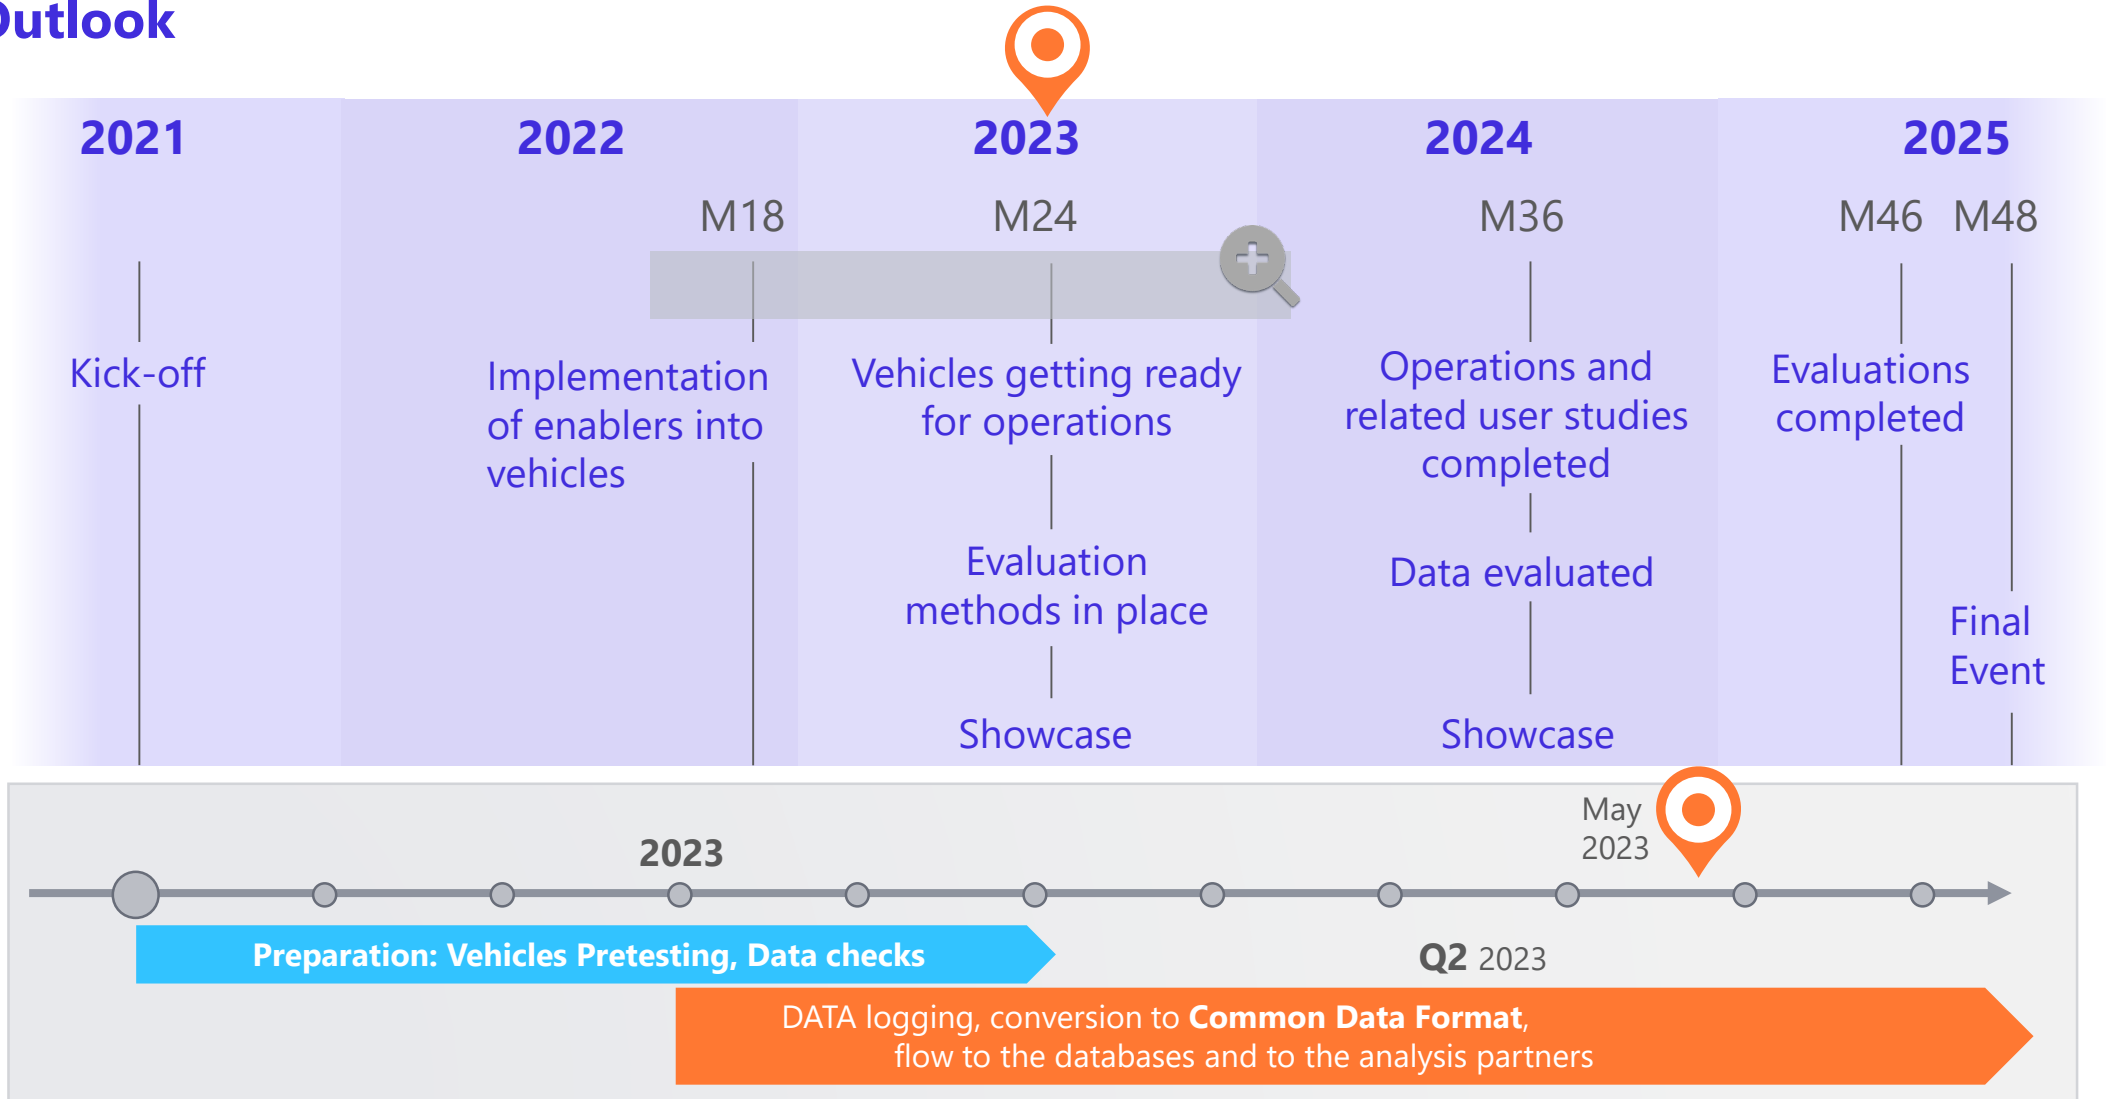 Outlook
2021
2022
2023
2024
2025
M18
M24
M36
M46
M48
Kick-off
Implementation
of enablers into
vehicles
Vehicles getting ready
for operations
Evaluation
methods in place
Showcase
Operations and
related user studies
completed
Data evaluated
Showcase
Evaluations
completed
Final
Event
2023
May
2023
Preparation: Vehicles Pretesting, Data checks
Q2 2023
DATA logging, conversion to Common Data Format,
flow to the databases and to the analysis partners